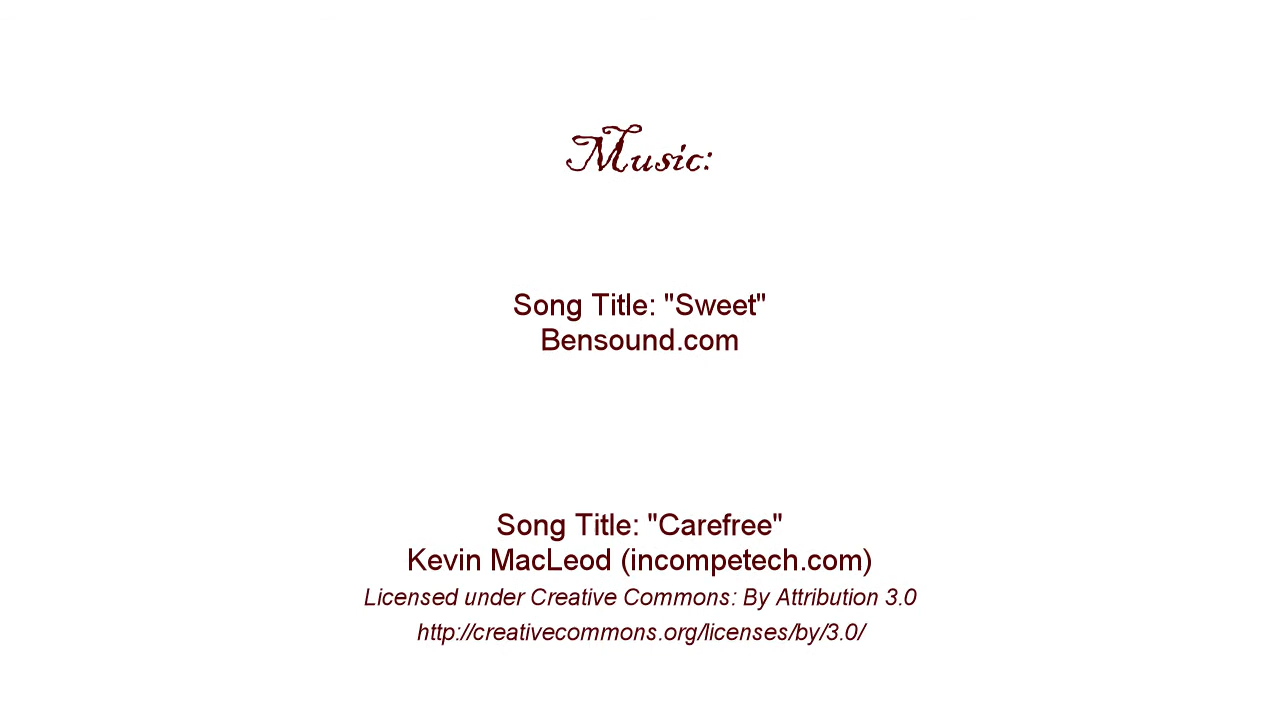 Music:
Song Title: "Sweet"
Bensound.com
Song Title: "Carefree"
Kevin MacLeod (incompetech.com)
Licensed under Creative Commons: By Attribution 3.0
http://creativecommons.org/licenses/by/3.0/